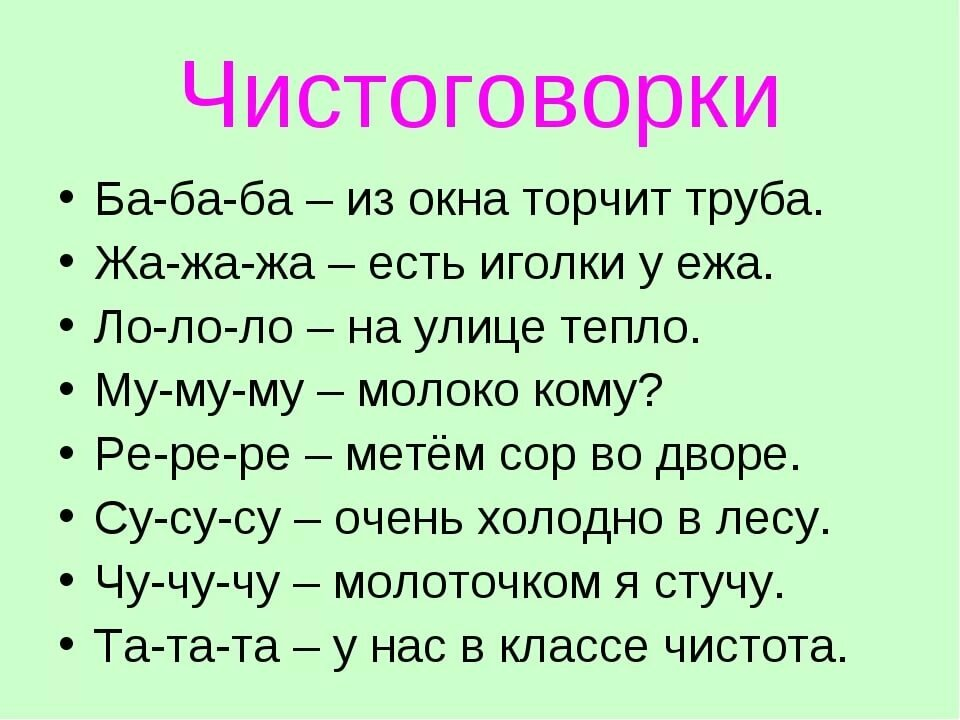 Чистоговорки
• Ба-ба-ба – из окна торчит труба.
• Жа-жа-жа – есть иголки у ежа.
• Ло-ло-ло – на улице тепло.
• Му-му-му – молоко кому?
• Ре-ре-ре – метём сор во дворе.
• Су-су-су – очень холодно в лесу.
• Чу-чу-чу – молоточком я стучу.
• Та-та-та – у нас в классе чистота.